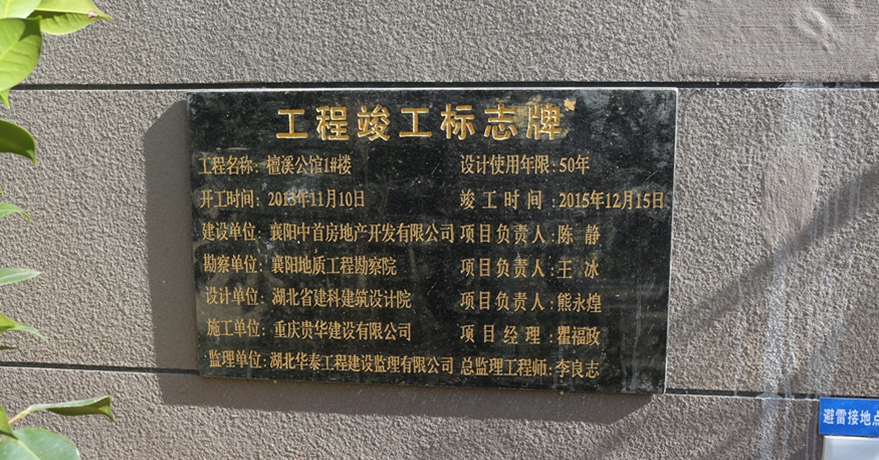 工程竣工标志牌
工程名称: 檀溪公馆1#楼 设计使用年限: 50年
开工时间: 2013年11月10日 竣工时间: 2015年12月15日
建设单位: 襄阳中首房地产开发有限公司 项目负责人: 陈静
勘察单位: 襄阳地质工程勘察院 项目负责人: 王冰
设计单位: 湖北省建科建筑设计院 项目负责人: 熊永煌
施工单位: 重庆贵华建设有限公司 项目经理: 瞿福政
监理单位: 湖北华泰工程建设监理有限公司 总监理工程师: 李良志
避雷接地点